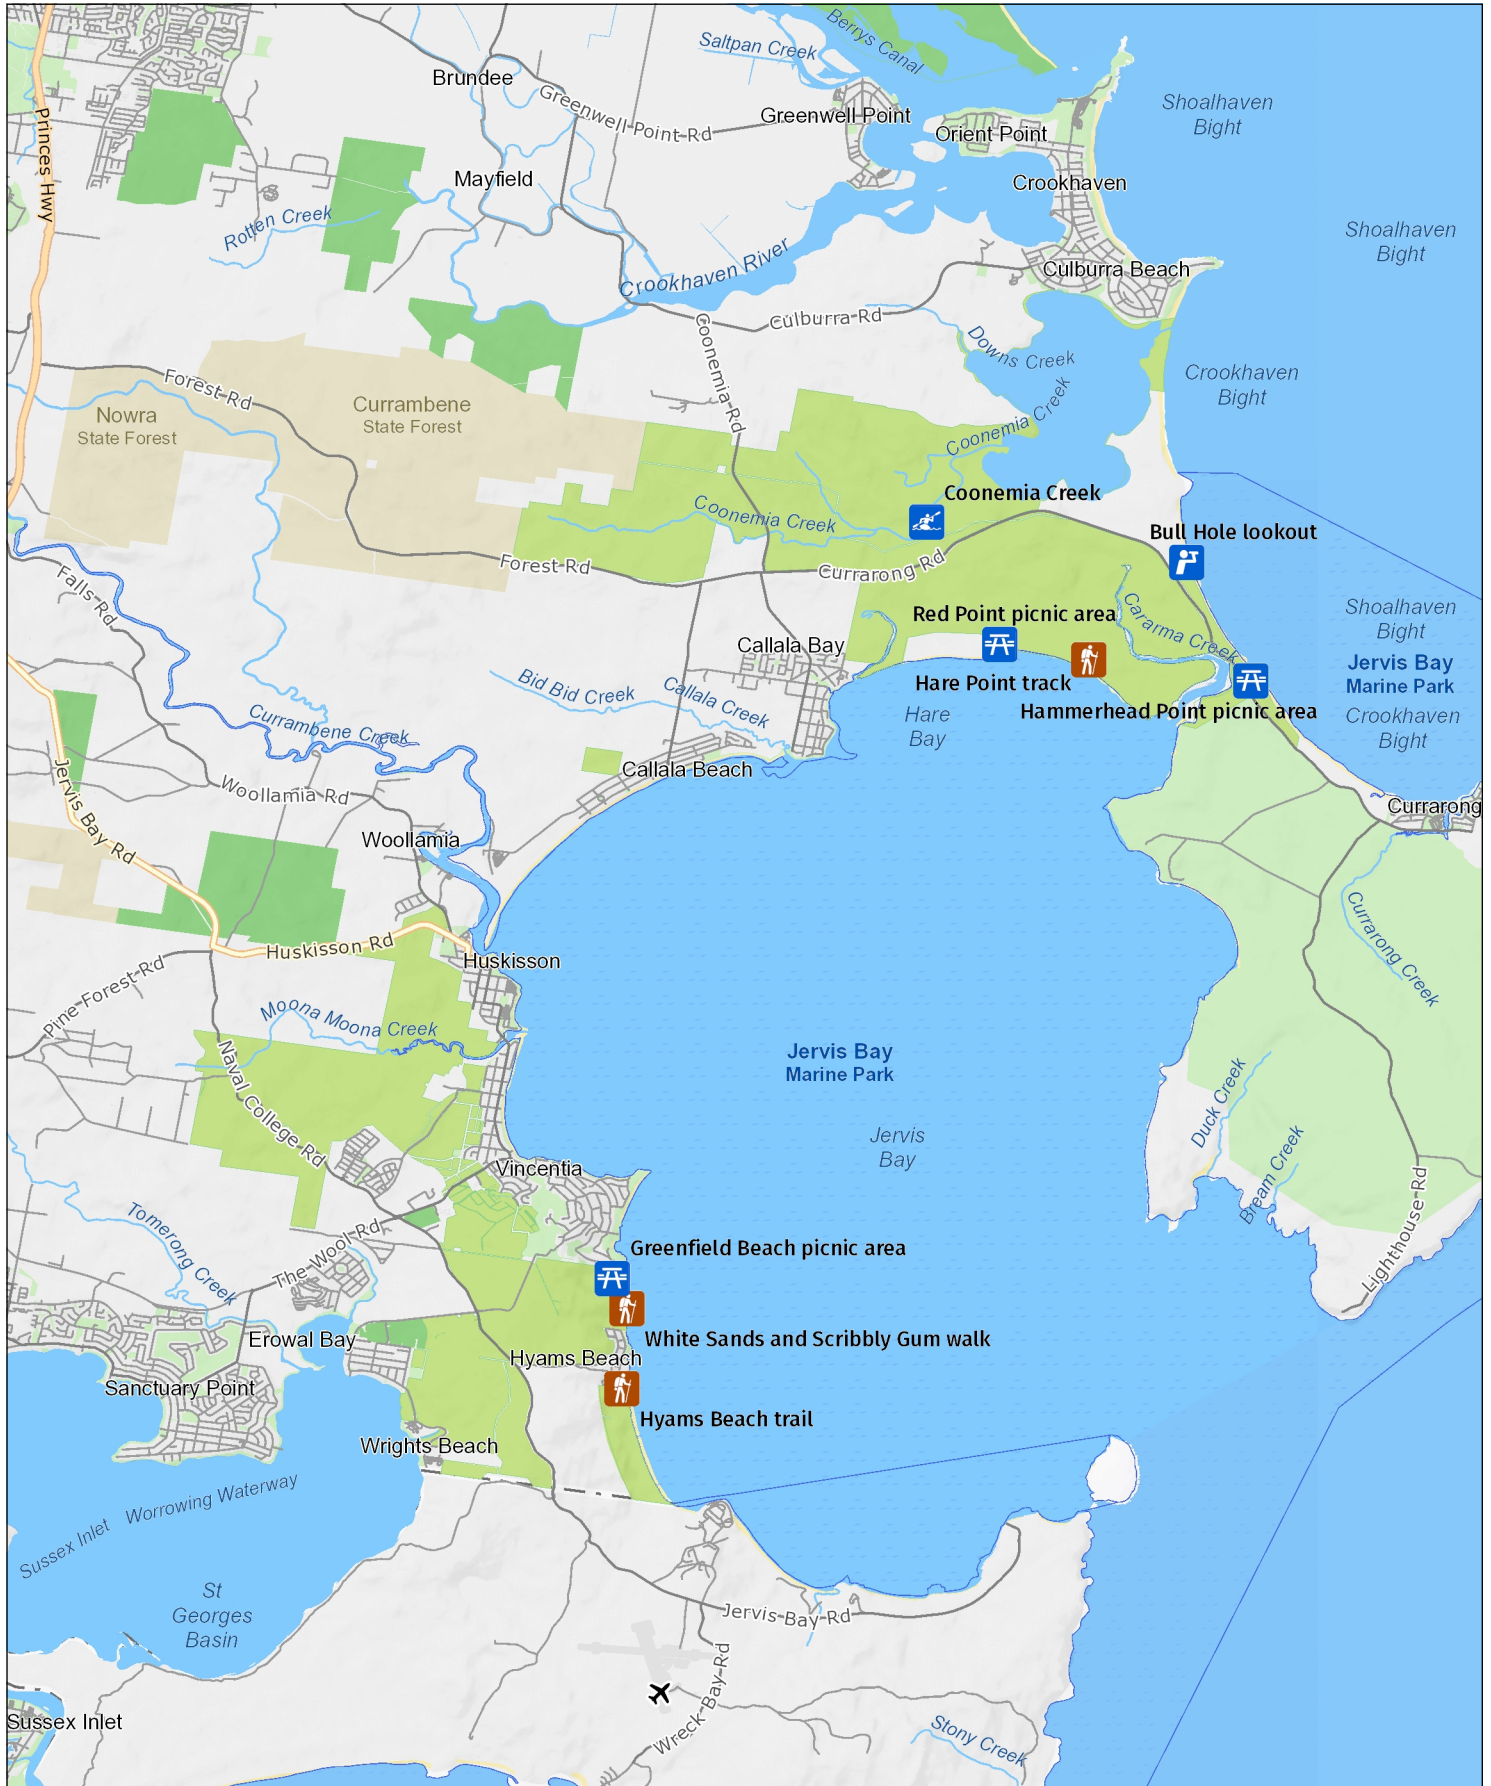 Berrys Canal
Saltpan Creek
Brundee
Greenwell Point Rd
Greenwell Point
Orient Point
Shoalhaven
Bight
Princes Hwy
Mayfield
Crookhaven
Rotten Creek
Shoalhaven
Bight
Crookhaven River
Culburra Beach
Culburra Rd
Coonemia Rd
Downs Creek
Crookhaven
Bight
Forest Rd
Nowra
State Forest
Currambene
State Forest
Coonemia Creek
Coonemia Creek
Coonemia Creek
Bull Hole lookout
Forest Rd
Currarong Rd
Falls Rd
Red Point picnic area
Cararma Creek
Shoalhaven
Bight
Callala Bay
Jervis Bay
Marine Park
Bid Bid Creek
Callala Creek
Hare Point track
Hammerhead Point picnic area
Hare
Bay
Crookhaven
Bight
Currambene Creek
Callala Beach
Jervis Bay Rd
Woollamia Rd
Currarong
Woollamia
Currarong Creek
Huskisson Rd
Huskisson
Pine Forest Rd
Moona Moona Creek
Naval College Rd
Jervis Bay
Marine Park
Jervis
Bay
Duck Creek
Bream Creek
Vincentia
Lighthouse Rd
Tomerong Creek
The Wool Rd
Greenfield Beach picnic area
Erowal Bay
White Sands and Scribbly Gum walk
Hyams Beach
Sanctuary Point
Hyams Beach trail
Wrights Beach
Worrowing Waterway
Sussex Inlet
St
Georges
Basin
Jervis Bay Rd
Wreck Bay Rd
Sussex Inlet
Stony Creek